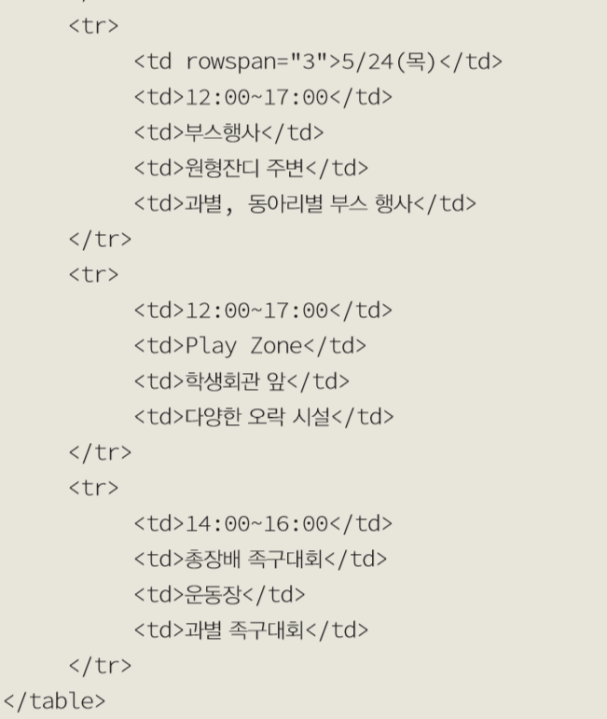 <tr>
<td rowspan="3">5/24(목)</td>
<td>12:00~17:00</td>
<td>부스행사</td>
<td>원형잔디 주변</td>
<td>과별, 동아리별 부스 행사</td>
</tr>
<tr>
<td>12:00~17:00</td>
<td>Play Zone</td>
<td>학생회관 앞</td>
<td>다양한 오락 시설</td>
</tr>
<tr>
<td>14:00~16:00</td>
<td>총장배 족구대회</td>
<td>운동장</td>
<td>과별 족구대회</td>
</tr>
</table>